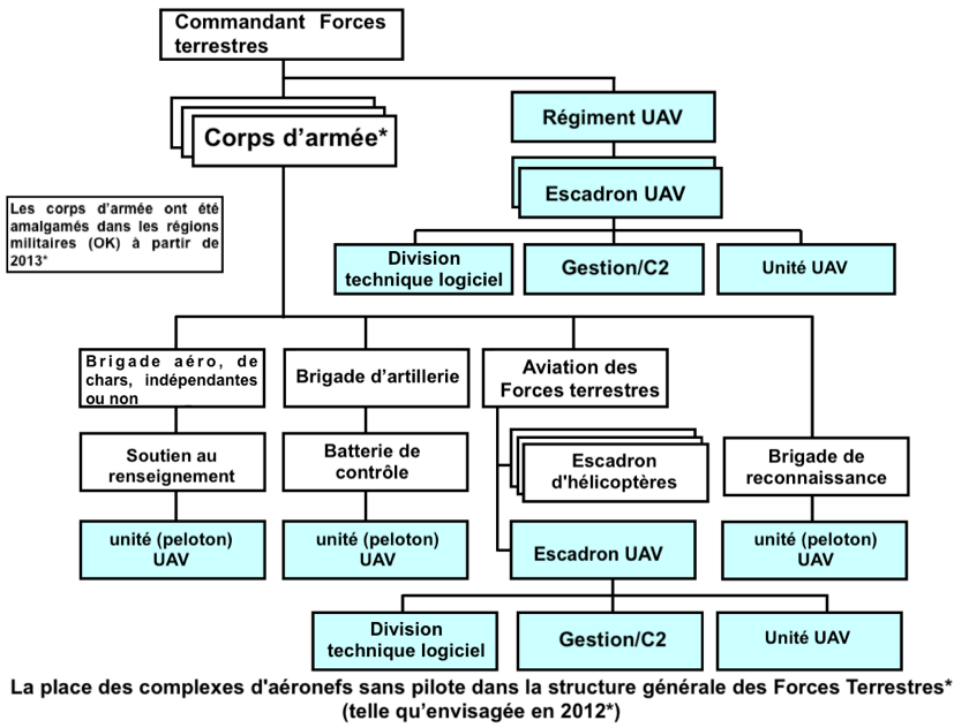 Commandant Forces
terrestres
Corps d'armée*
Régiment UAV
Escadron UAV
Les corps d'armée ont été
amalgamés dans les régions
militaires (OK) à partir de
2013*
Division
technique logiciel
Gestion/C2
Unité UAV
Brigade aéro, de
chars, indépendantes
ou non
Brigade d'artillerie
Aviation des
Forces terrestres
Soutien au
renseignement
Batterie de
contrôle
Escadron
d'hélicoptères
Brigade de
reconnaissance
unité (peloton)
UAV
unité (peloton)
UAV
Escadron UAV
unité (peloton)
UAV
Division
technique logiciel
Gestion/C2
Unité UAV
La place des complexes d'aéronefs sans pilote dans la structure générale des Forces Terrestres*
(telle qu'envisagée en 2012*)